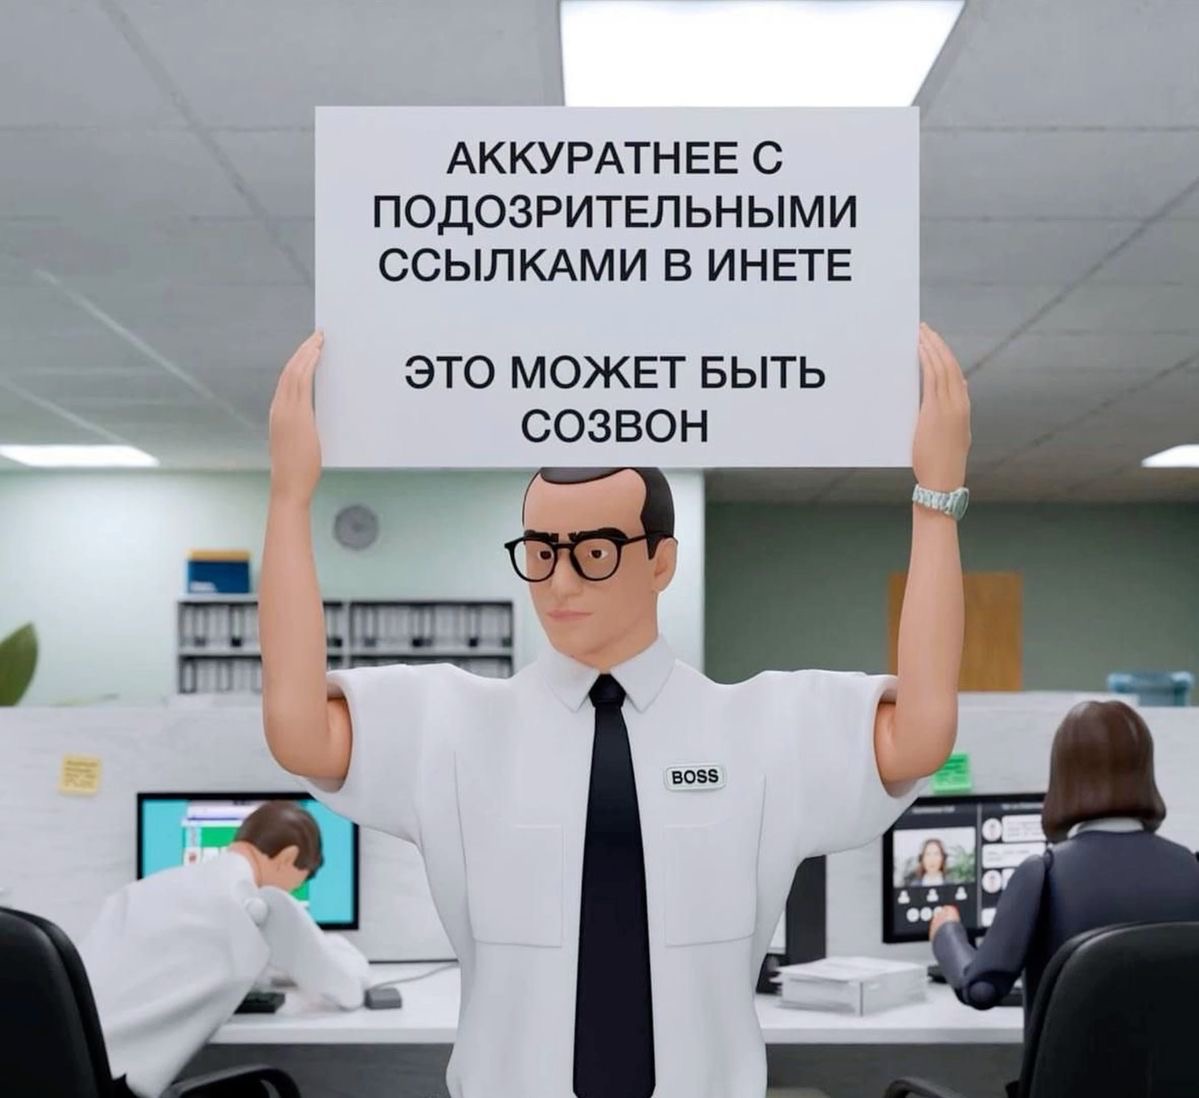 АККУРАТНЕЕ С
ПОДОЗРИТЕЛЬНЫМИ
ССЫЛКАМИ В ИНЕТЕ
ЭТО МОЖЕТ БЫТЬ
СОЗВОН
BOSS